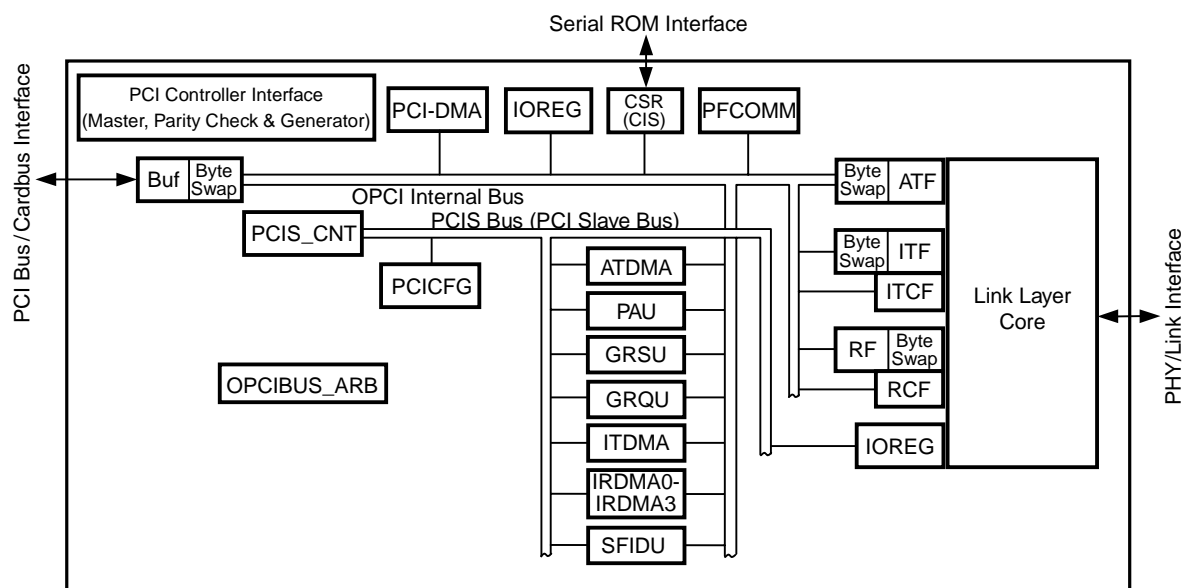 Serial ROM Interface
PCI Bus/Cardbus Interface
PCI Controller Interface
(Master, Parity Check & Generator)
PCI-DMA
IOREG
CSR
(CIS)
PFCOMM
Buf
Byte
Swap
OPCI Internal Bus
PCIS Bus (PCI Slave Bus)
PCIS_CNT
PCICFG
OPCIBUS_ARB
ATDMA
PAU
GRSU
GRQU
ITDMA
IRDMA0-
IRDMA3
SFIDU
Byte
Swap
ATF
Byte
Swap
ITF
ITCF
RF
Byte
Swap
RCF
IOREG
Link Layer
Core
PHY/Link Interface